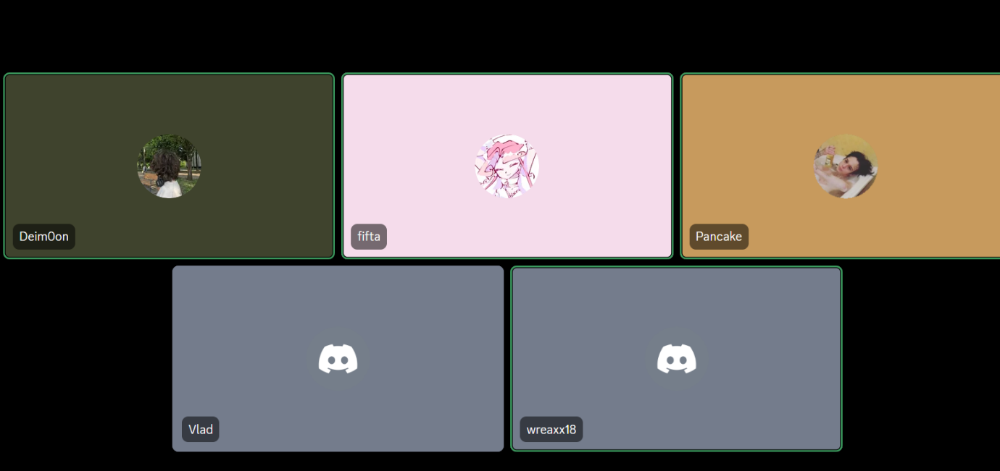 Deim0on
fifta
Pancake
Vlad
wreaxx18